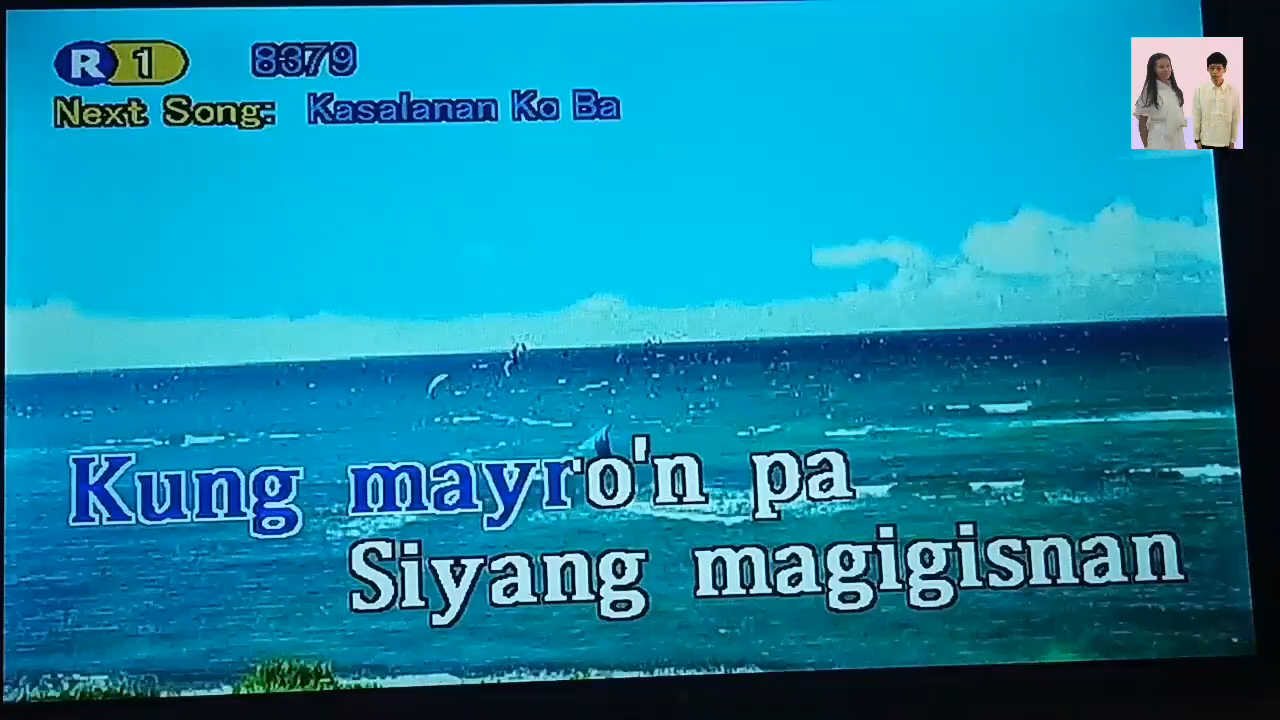 R 1 8379
Next Song: Kasalanan Ko Ba
Kung mayro'n pa
Siyang magigisnan